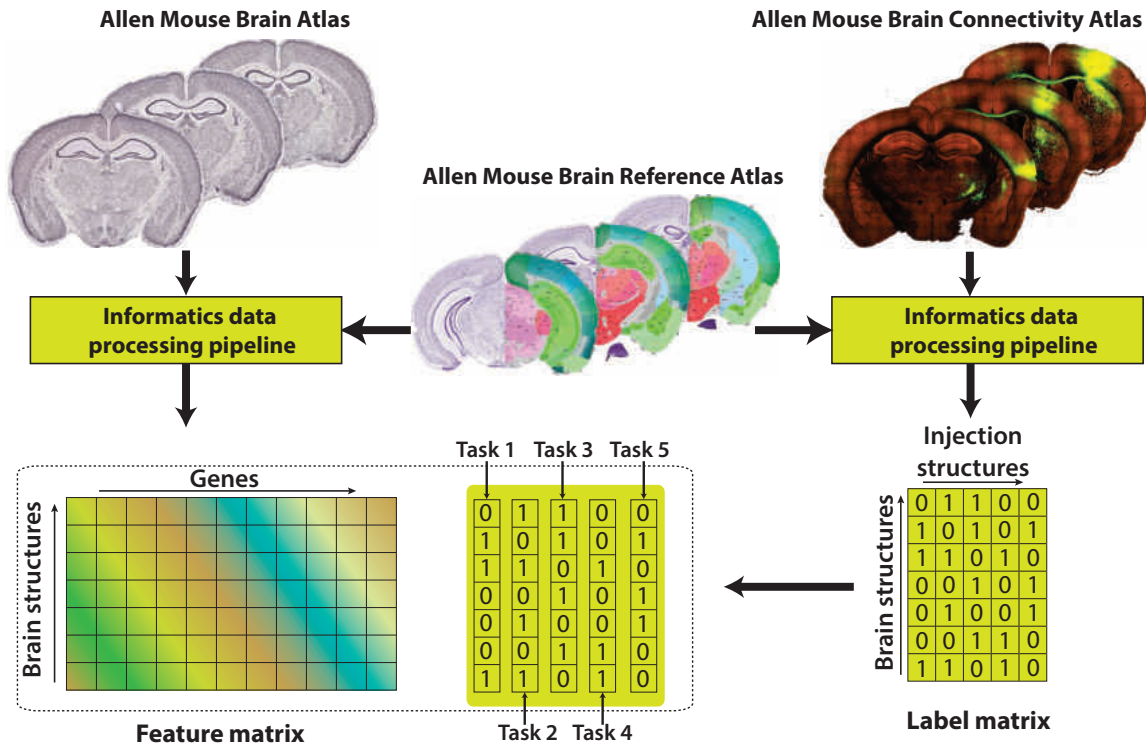 Allen Mouse Brain Atlas
Allen Mouse Brain Connectivity Atlas
Allen Mouse Brain Reference Atlas
Informatics data
processing pipeline
Informatics data
processing pipeline
Genes
Brain structures
Feature matrix
Task 1
Task 3
Task 5
0 1 1 0 0
1 0 1 0 1
1 1 0 1 0
0 0 1 0 1
0 1 0 0 1
0 0 1 1 0
1 1 0 1 0
Task 2
Task 4
Injection
structures
Brain structures
0 1 1 0 0
1 0 1 0 1
1 1 0 1 0
0 0 1 0 1
0 1 0 0 1
0 0 1 1 0
1 1 0 1 0
Label matrix